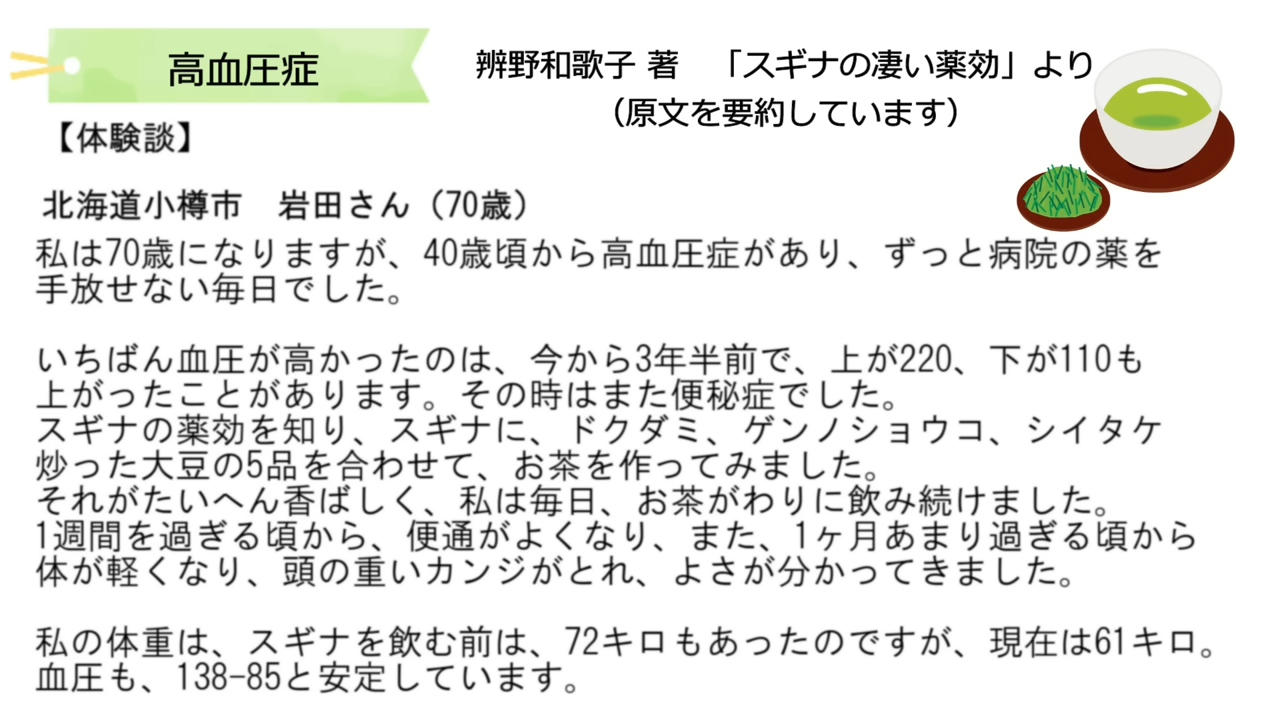 高血圧症
辨野和歌子 著 「スギナの凄い薬効」より
（原文を要約しています）
【体験談】
北海道小樽市 岩田さん（70歳）
私は70歳になりますが、40歳頃から高血圧症があり、ずっと病院の薬を
手放せない毎日でした。
いちばん血圧が高かったのは、今から3年半前で、上が220、下が110も
上がったことがあります。その時はまた便秘症でした。
スギナの薬効を知り、スギナに、ドクダミ、ゲンノショウコ、シイタケ
炒った大豆の5品を合わせて、お茶を作ってみました。
それがたいへん香ばしく、私は毎日、お茶がわりに飲み続けました。
1週間を過ぎる頃から、便通がよくなり、また、1ヶ月あまり過ぎる頃から
体が軽くなり、頭の重いカンジがとれ、よさが分かってきました。
私の体重は、スギナを飲む前は、72キロもあったのですが、現在は61キロ。
血圧も、138-85と安定しています。